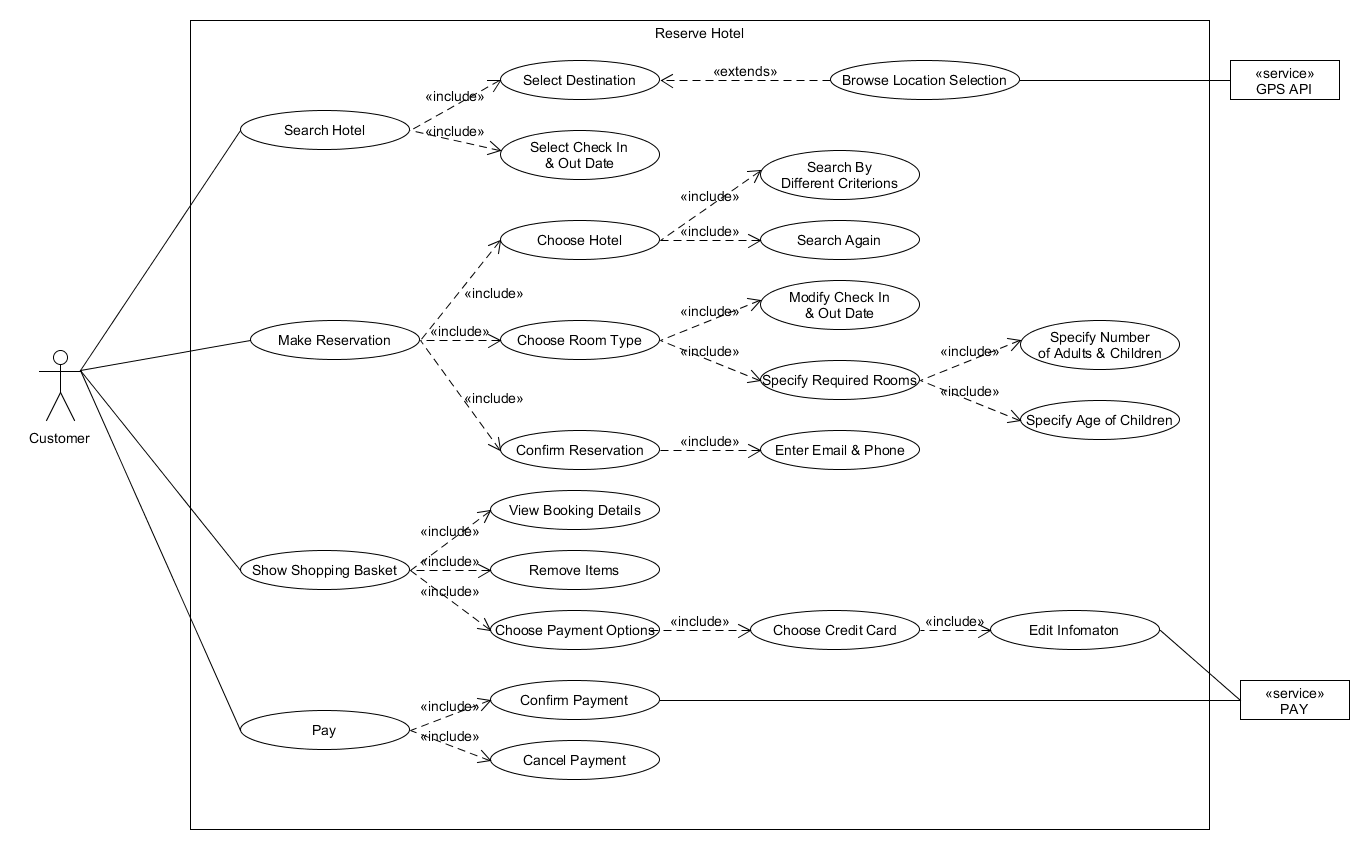 Reserve Hotel
Select Destination
«extends»
Browse Location Selection
«service»
GPS API
«include»
Search Hotel
«include»
Select Check In
& Out Date
Search By
Different Criterions
«include»
Choose Hotel
«include»
Search Again
«include»
Modify Check In
& Out Date
«include»
Make Reservation
«include»
Choose Room Type
«include»
Specify Required Rooms
«include»
Specify Number
of Adults & Children
«include»
Specify Age of Children
Customer
«include»
Confirm Reservation
«include»
Enter Email & Phone
View Booking Details
«include»
Show Shopping Basket
«include»
Remove Items
«include»
Choose Payment Options
«include»
Choose Credit Card
«include»
Edit Infomaton
«service»
PAY
«include»
Confirm Payment
Pay
«include»
Cancel Payment